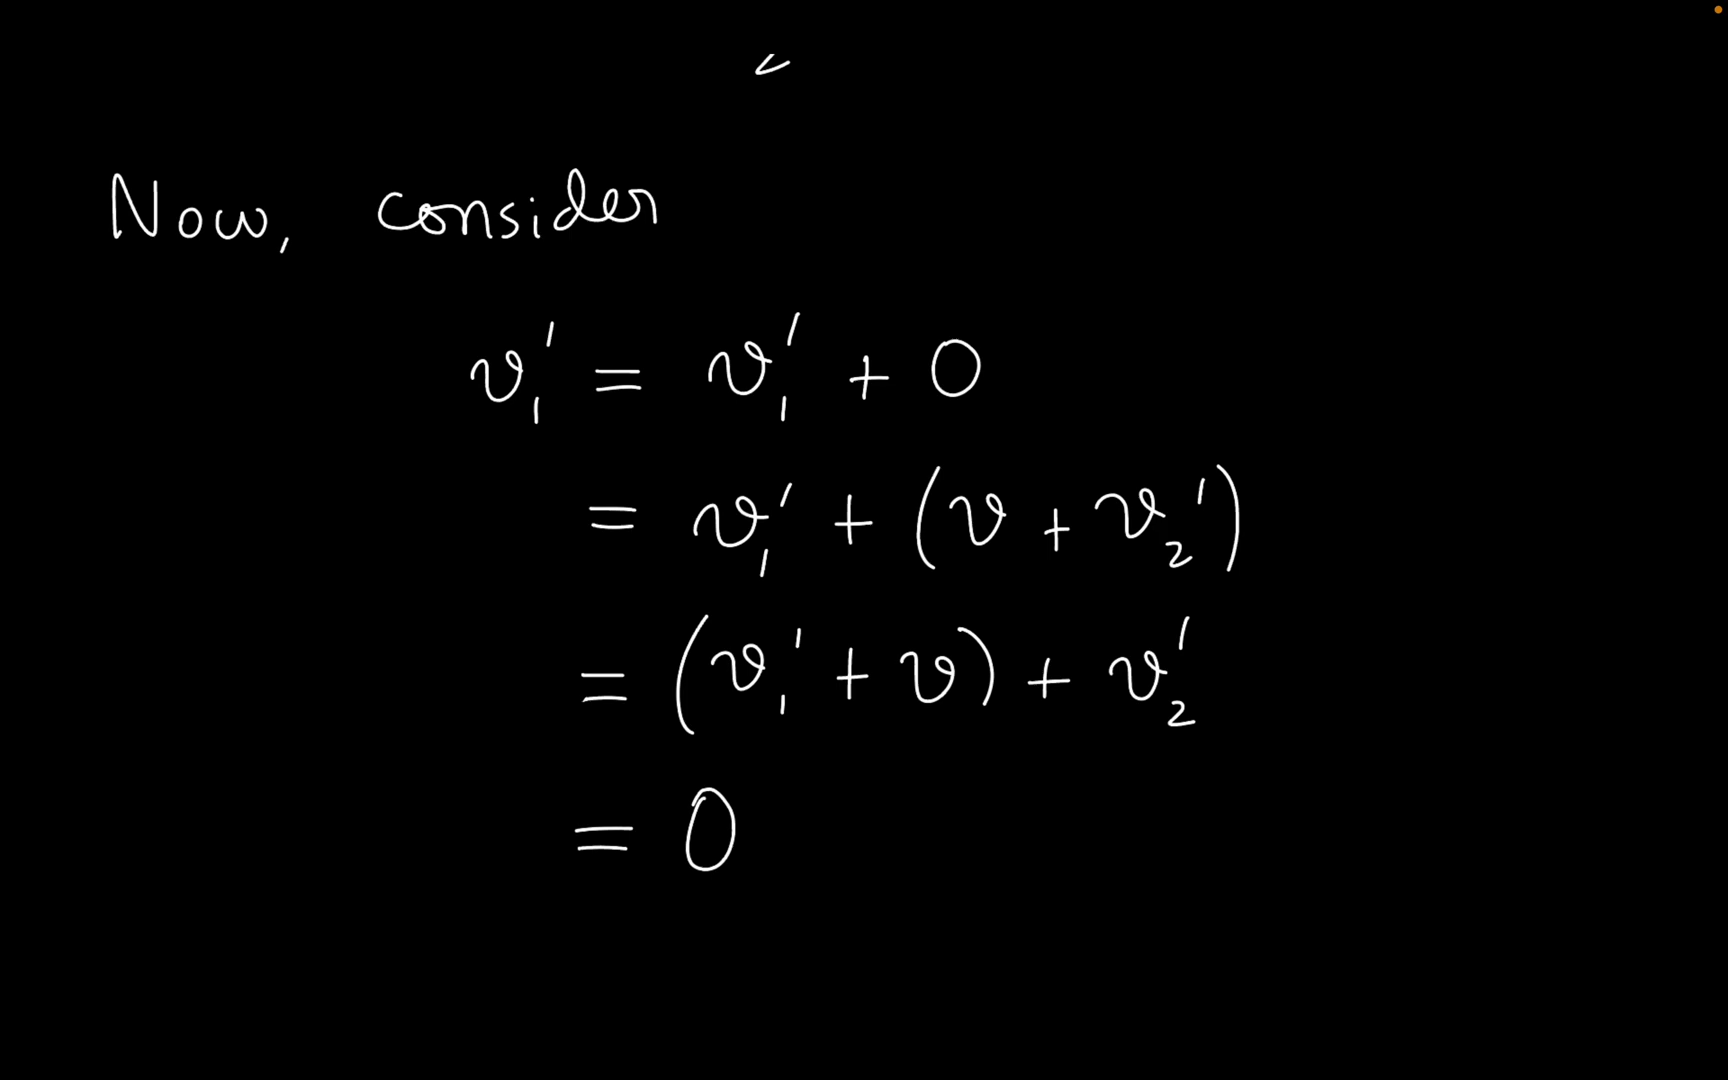 Now, consider
v₁' = v₁' + 0
= v₁' + (v + v₂')
= (v₁' + v) + v₂'
= 0